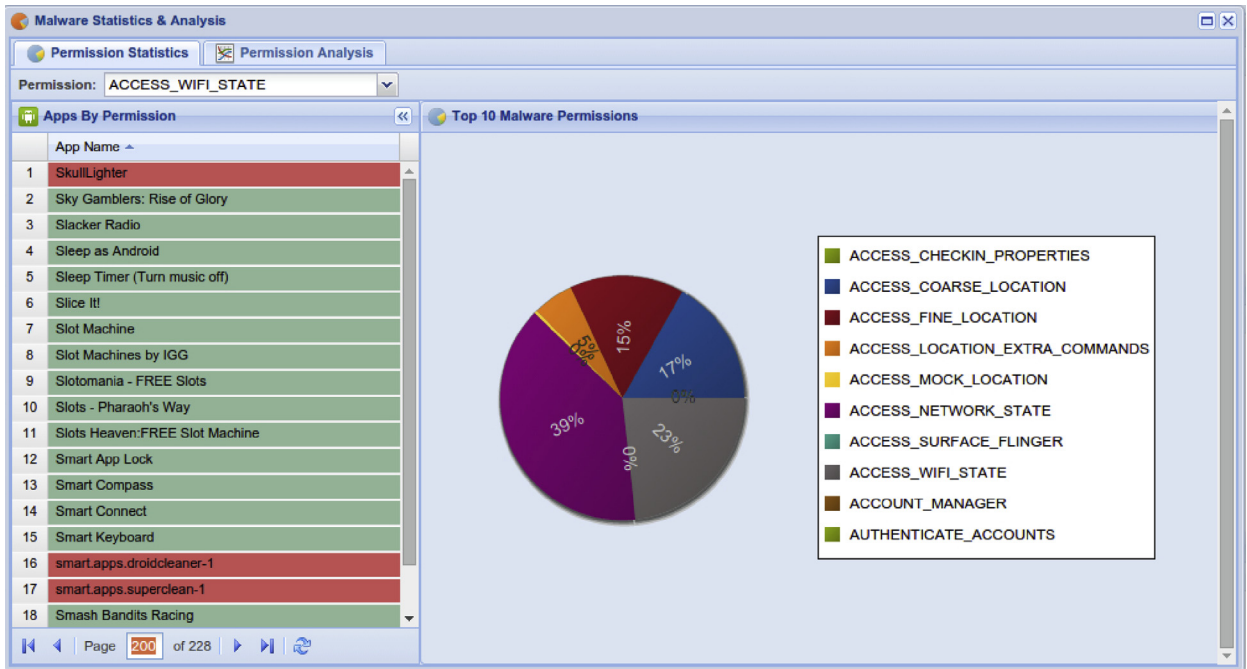 Malware Statistics & Analysis
Permission Statistics
Permission Analysis
Permission: ACCESS_WIFI_STATE
Apps By Permission
App Name
1 SkullLighter
2 Sky Gamblers: Rise of Glory
3 Slacker Radio
4 Sleep as Android
5 Sleep Timer (Turn music off)
6 Slice It!
7 Slot Machine
8 Slot Machines by IGG
9 Slotomania - FREE Slots
10 Slots - Pharaoh's Way
11 Slots Heaven:FREE Slot Machine
12 Smart App Lock
13 Smart Compass
14 Smart Connect
15 Smart Keyboard
16 smart.apps.droidcleaner-1
17 smart.apps.superclean-1
18 Smash Bandits Racing
Page 200 of 228
Top 10 Malware Permissions
15%
5%
0%
17%
0%
39%
23%
0%
ACCESS_CHECKIN_PROPERTIES
ACCESS_COARSE_LOCATION
ACCESS_FINE_LOCATION
ACCESS_LOCATION_EXTRA_COMMANDS
ACCESS_MOCK_LOCATION
ACCESS_NETWORK_STATE
ACCESS_SURFACE_FLINGER
ACCESS_WIFI_STATE
ACCOUNT_MANAGER
AUTHENTICATE_ACCOUNTS